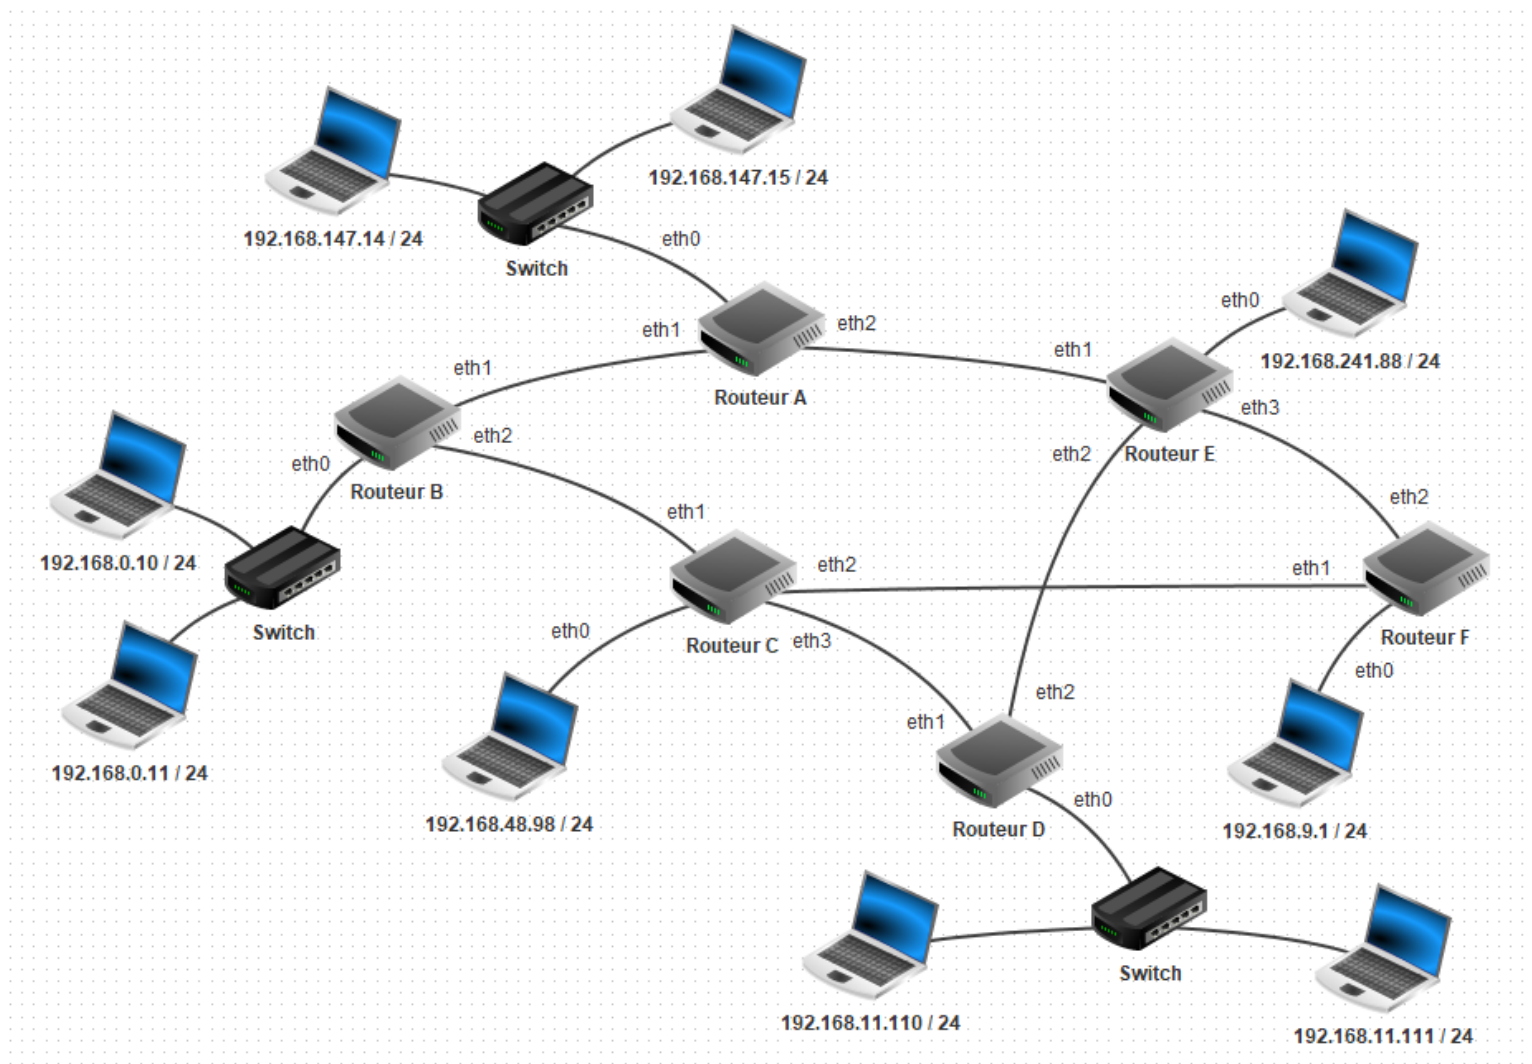 192.168.147.15 / 24
192.168.147.14 / 24
eth0
Switch
eth0
eth1
eth2
eth1
192.168.241.88 / 24
eth1
Routeur A
eth3
eth2
eth2
Routeur E
eth0
Routeur B
eth2
eth1
192.168.0.10 / 24
eth2
eth1
Switch
eth0
Routeur C
eth3
Routeur F
eth0
eth2
eth1
192.168.0.11 / 24
eth0
192.168.48.98 / 24
Routeur D
192.168.9.1 / 24
Switch
192.168.11.110 / 24
192.168.11.111 / 24